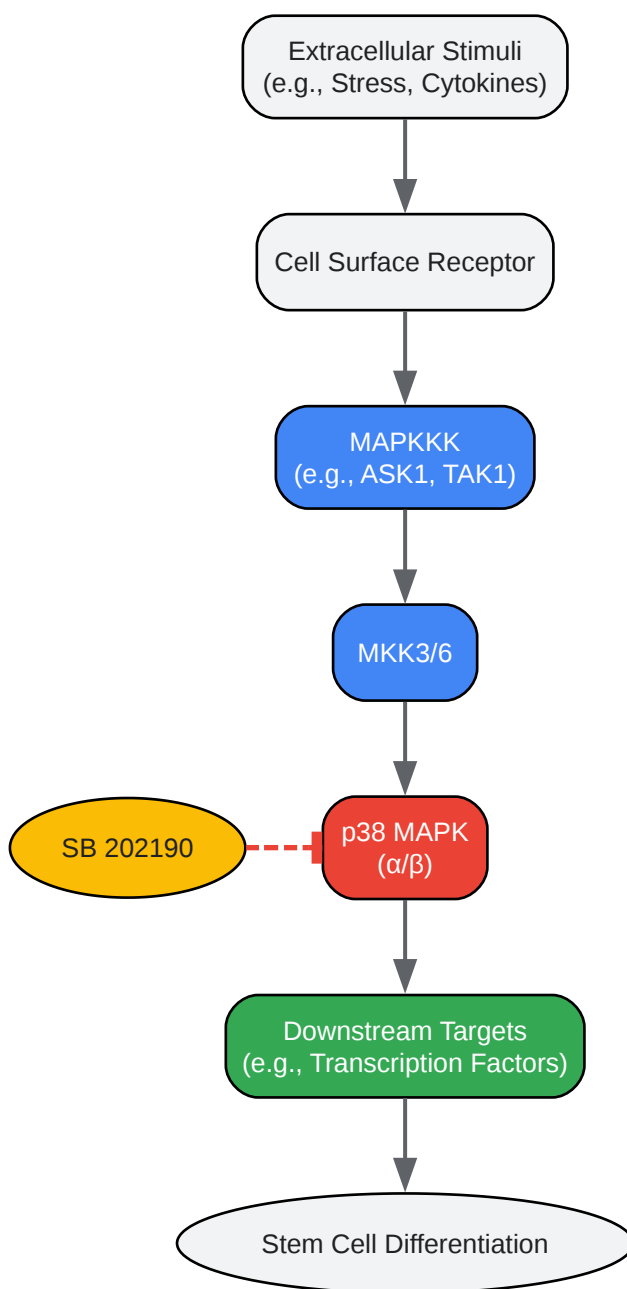 Extracellular Stimuli
(e.g., Stress, Cytokines)
Cell Surface Receptor
MAPKKK
(e.g., ASK1, TAK1)
MKK3/6
SB 202190
p38 MAPK
(α/β)
Downstream Targets
(e.g., Transcription Factors)
Stem Cell Differentiation